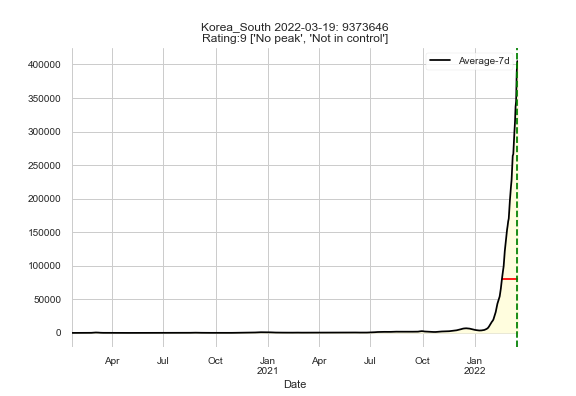 Korea_South 2022-03-19: 9373646
Rating:9 ['No peak', 'Not in control']
Average-7d
400000
350000
300000
250000
200000
150000
100000
50000
0
Apr Jul Oct Jan Apr Jul Oct Jan
2021 2022
Date